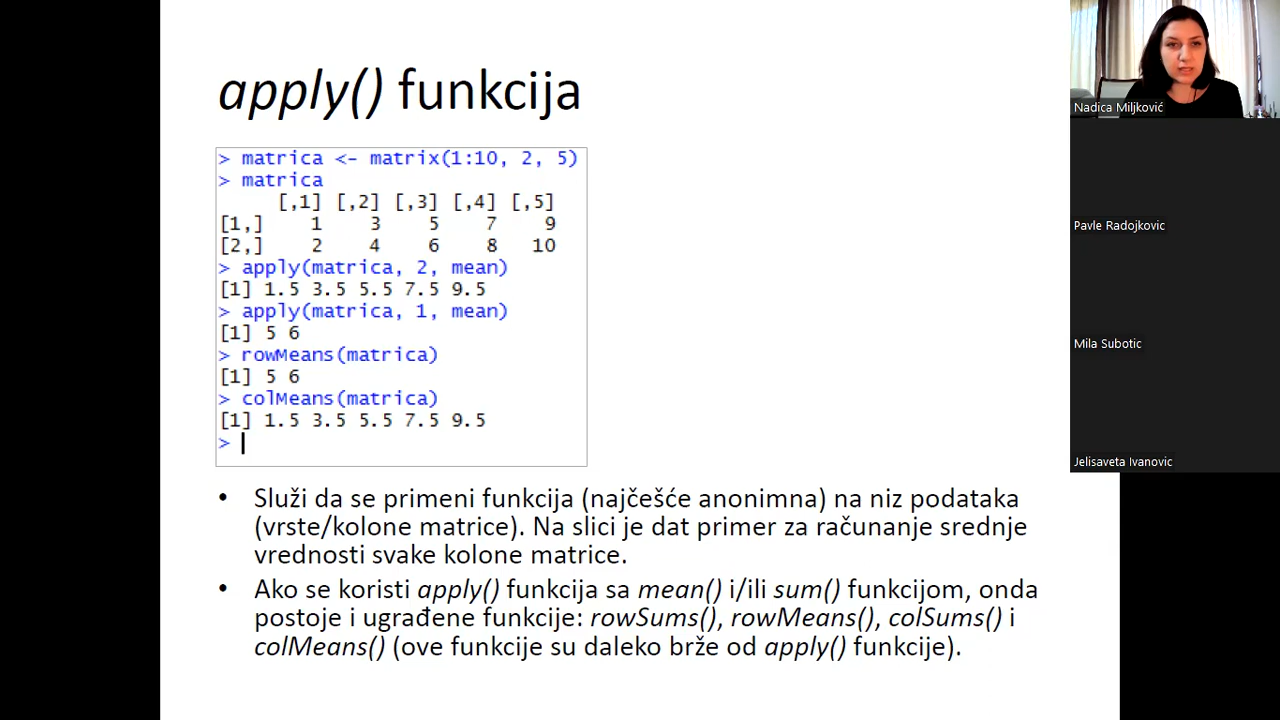 apply() funkcija
> matrica <- matrix(1:10, 2, 5)
> matrica
[,1] [,2] [,3] [,4] [,5]
[1,] 1 3 5 7 9
[2,] 2 4 6 8 10
> apply(matrica, 2, mean)
[1] 1.5 3.5 5.5 7.5 9.5
> apply(matrica, 1, mean)
[1] 5 6
> rowMeans(matrica)
[1] 5 6
> colMeans(matrica)
[1] 1.5 3.5 5.5 7.5 9.5
>
• Služi da se primeni funkcija (najčešće anonimna) na niz podataka
(vrste/kolone matrice). Na slici je dat primer za računanje srednje
vrednosti svake kolone matrice.
• Ako se koristi apply() funkcija sa mean() i/ili sum() funkcijom, onda
postoje i ugrađene funkcije: rowSums(), rowMeans(), colSums() i
colMeans() (ove funkcije su daleko brže od apply() funkcije).
Nadica Miljković
Pavle Radojkovic
Mila Subotic
Jelisaveta Ivanovic